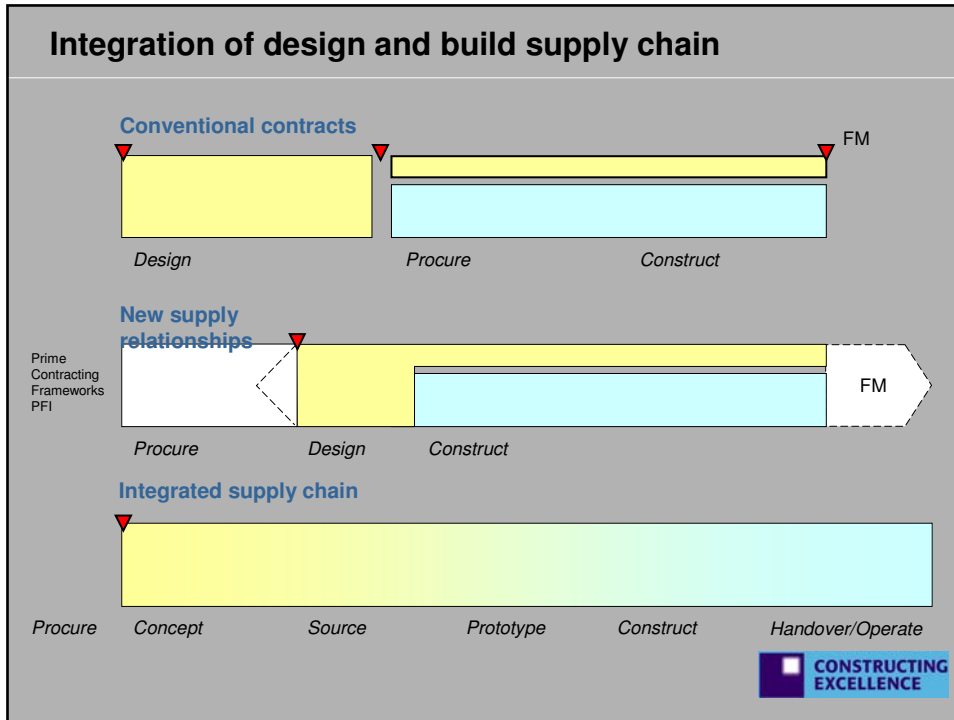 Integration of design and build supply chain
Conventional contracts
FM
Design Procure Construct
New supply
relationships
Prime
Contracting
Frameworks
PFI
FM
Procure Design Construct
Integrated supply chain
Procure Concept Source Prototype Construct Handover/Operate
CONSTRUCTING
EXCELLENCE